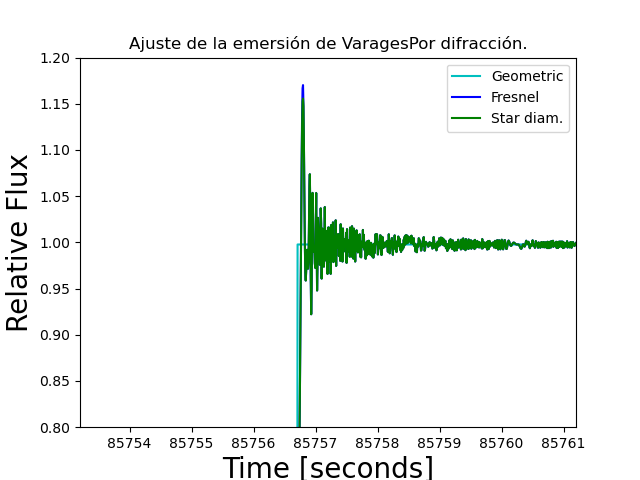 Ajuste de la emersión de VaragesPor difracción.
Relative Flux
1.20
1.15
1.10
1.05
1.00
0.95
0.90
0.85
0.80
Geometric
Fresnel
Star diam.
85754 85755 85756 85757 85758 85759 85760 85761
Time [seconds]